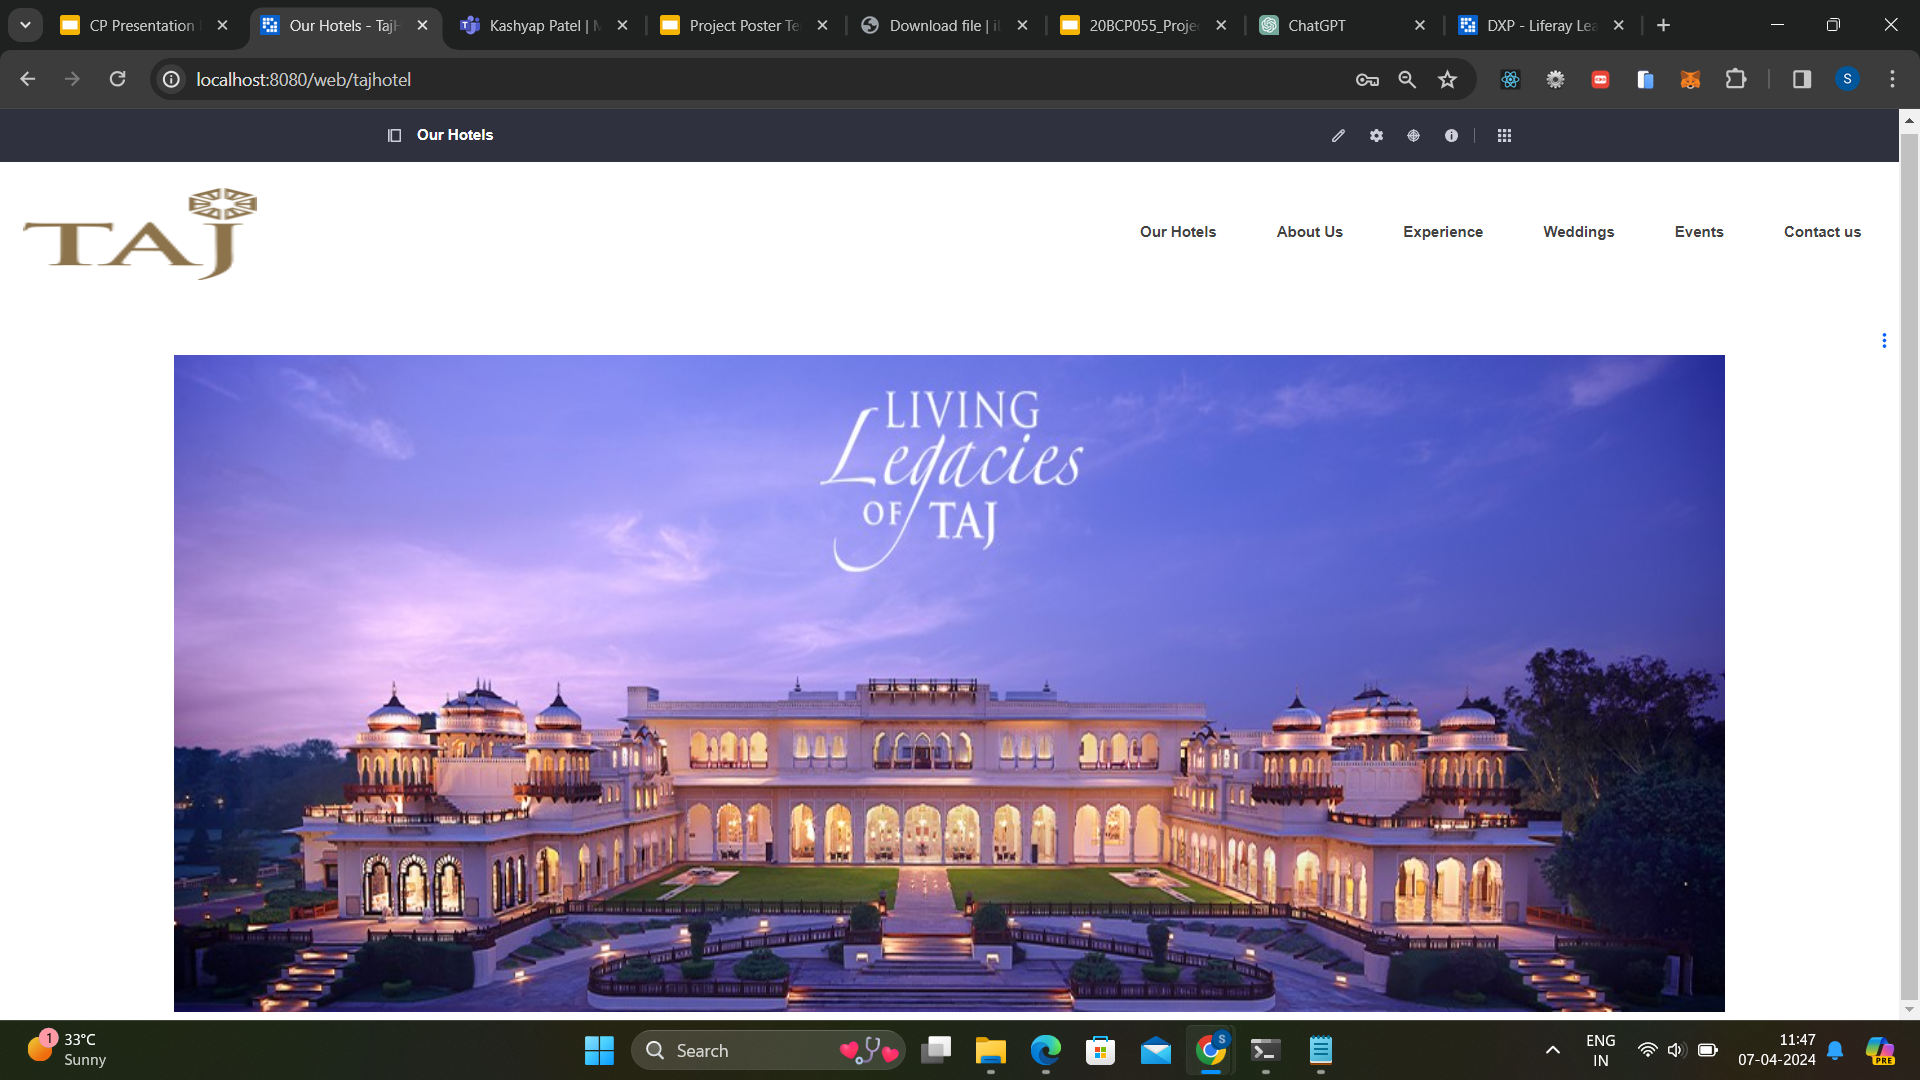 CP Presentation
Our Hotels - TajH
Kashyap Patel | M
Project Poster Te
Download file | iL
20BCP055_Proje
ChatGPT
DXP - Liferay Lea
localhost:8080/web/tajhotel
S
Our Hotels
TAJ
Our Hotels
About Us
Experience
Weddings
Events
Contact us
LIVING
Legacies
OF TAJ
1
33°C
Sunny
Search
S
ENG
IN
11:47
07-04-2024
PRE